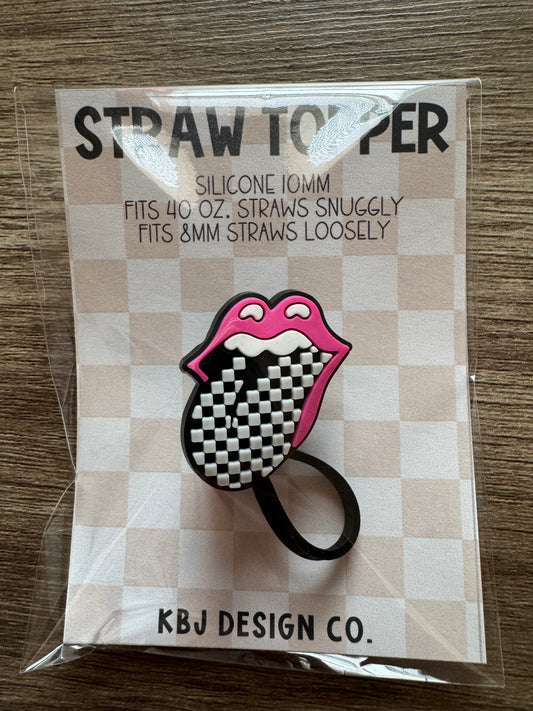 STRAW TOPPER
SILICONE 10MM
FITS 40 OZ. STRAWS SNUGGLY
FITS 8MM STRAWS LOOSELY
KBJ DESIGN CO.